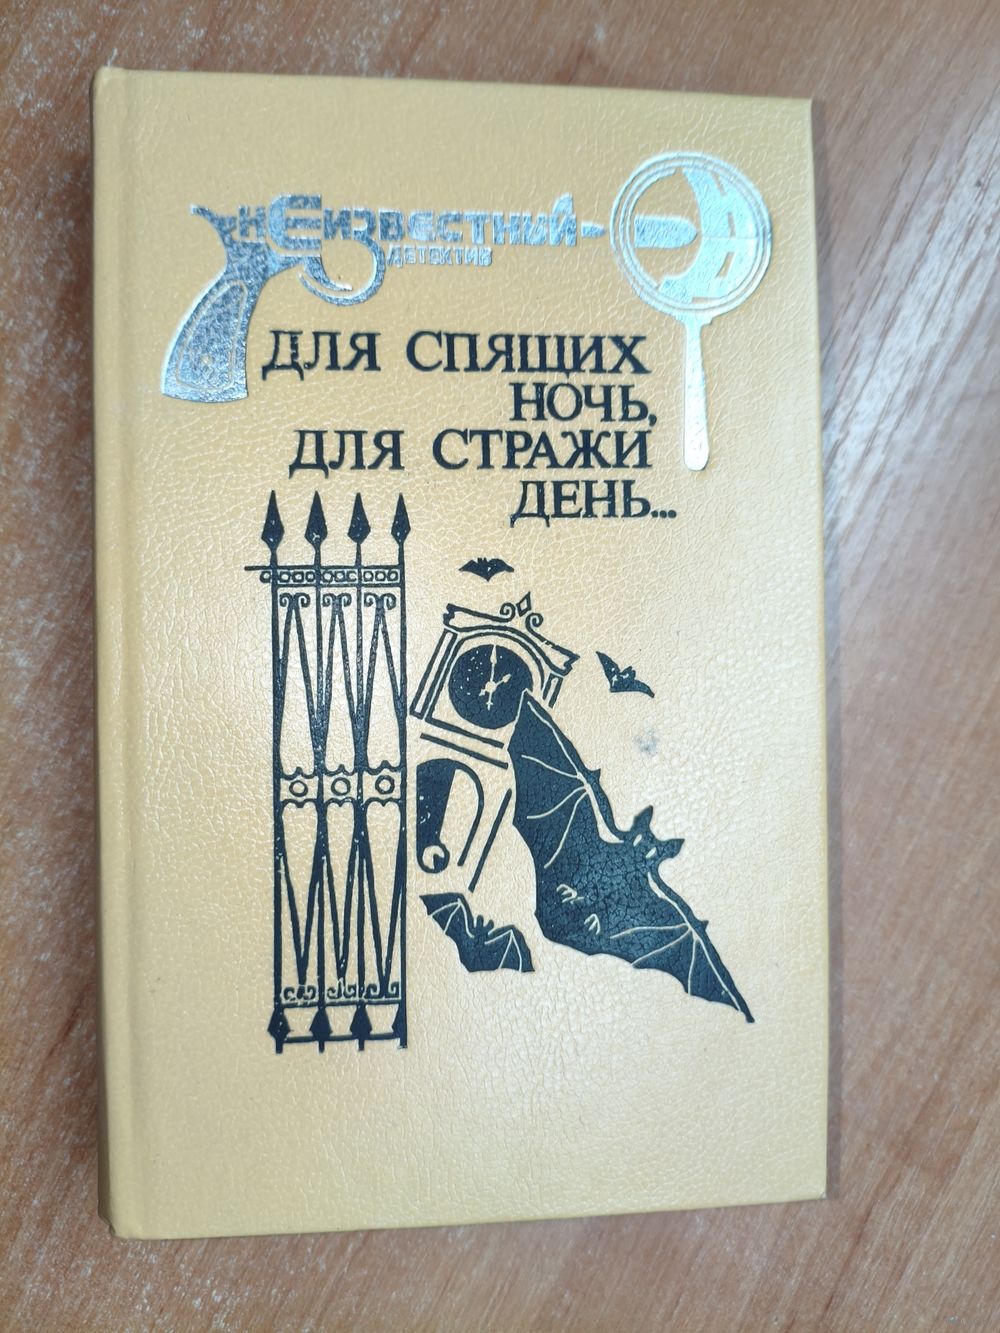 НЕИЗВЕСТНЫЙ
ДЕТЕКТИВ
ДЛЯ СПЯЩИХ
НОЧЬ,
ДЛЯ СТРАЖИ
ДЕНЬ...